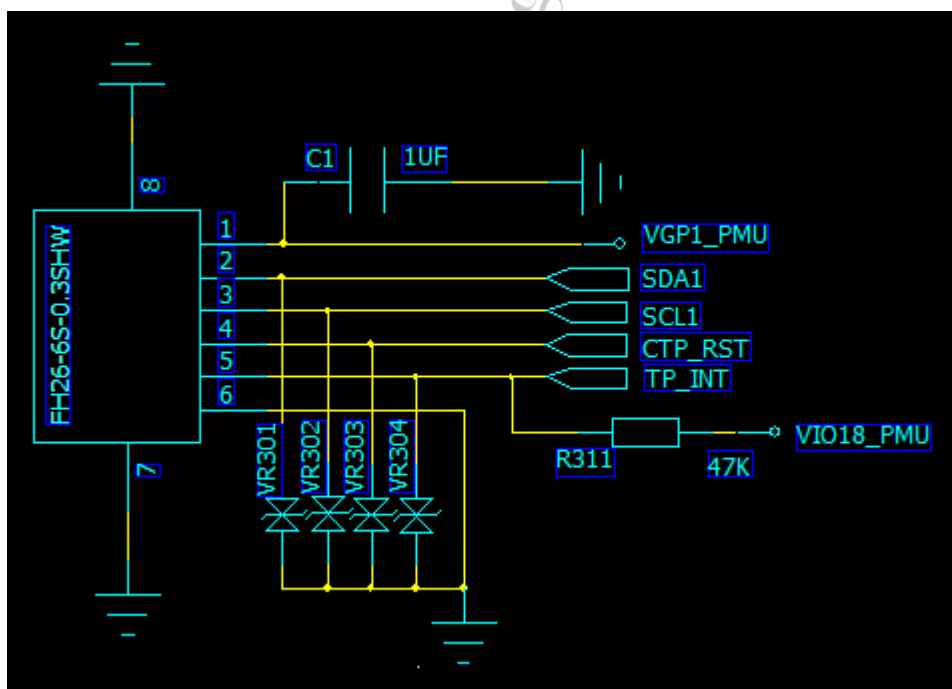 8
C1
1UF
FH26-6S-0.3SHW
1
VGP1_PMU
2
SDA1
3
SCL1
4
CTP_RST
5
TP_INT
6
VR301
VR302
VR303
VR304
R311
47K
VIO18_PMU
7